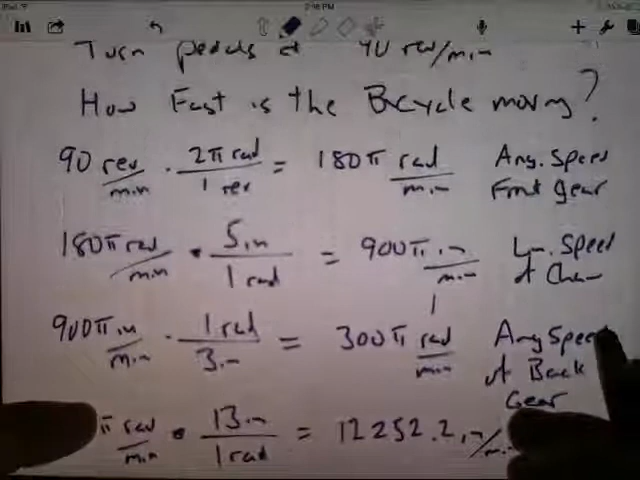 2:46 PM
Turn pedals at 90 rev/min
How Fast is the Bicycle moving?
90 rev/min · 2π rad/1 rev = 180π rad/min Ang. Speed Front Gear
180π rad/min · 5 in/1 rad = 900π in/min Lin. Speed of Chain
900π in/min · 1 rad/3 in = 300π rad/min Ang Speed of Back Gear
π rad/min · 13 in/1 rad = 12252.2 in/min